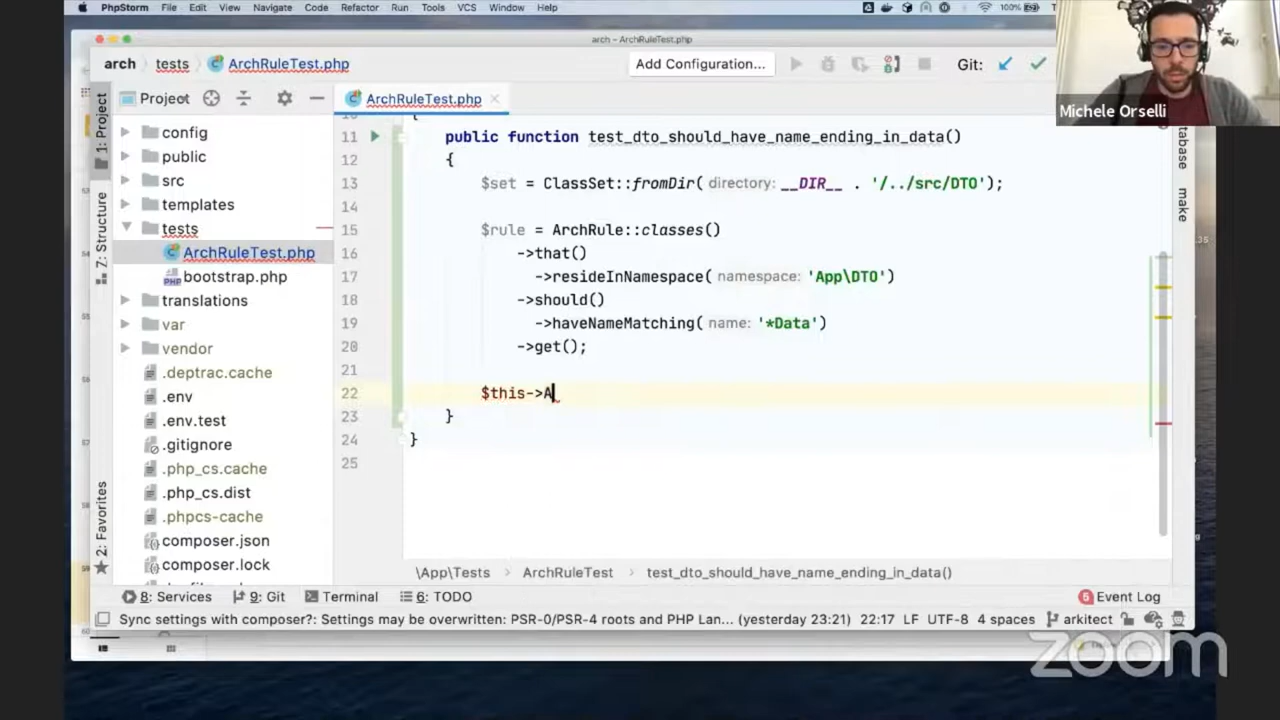 PhpStorm File Edit View Navigate Code Refactor Run Tools VCS Window Help 100%
arch – ArchRuleTest.php
arch tests ArchRuleTest.php Add Configuration... Git:
Michele Orselli
Project ArchRuleTest.php
1: Project
Z: Structure
2: Favorites
config
public
src
templates
tests
ArchRuleTest.php
bootstrap.php
translations
var
vendor
.deptrac.cache
.env
.env.test
.gitignore
.php_cs.cache
.php_cs.dist
.phpcs-cache
composer.json
composer.lock
11 public function test_dto_should_have_name_ending_in_data()
12 {
13 $set = ClassSet::fromDir( directory: __DIR__ . '/../src/DTO');
14
15 $rule = ArchRule::classes()
16 ->that()
17 ->resideInNamespace( namespace: 'App\DTO')
18 ->should()
19 ->haveNameMatching( name: '*Data')
20 ->get();
21
22 $this->A
23 }
24 }
25
make
\App\Tests ArchRuleTest test_dto_should_have_name_ending_in_data()
8: Services 9: Git Terminal 6: TODO 5 Event Log
Sync settings with composer?: Settings may be overwritten: PSR-0/PSR-4 roots and PHP Lan... (yesterday 23:21) 22:17 LF UTF-8 4 spaces arkitect
zoom